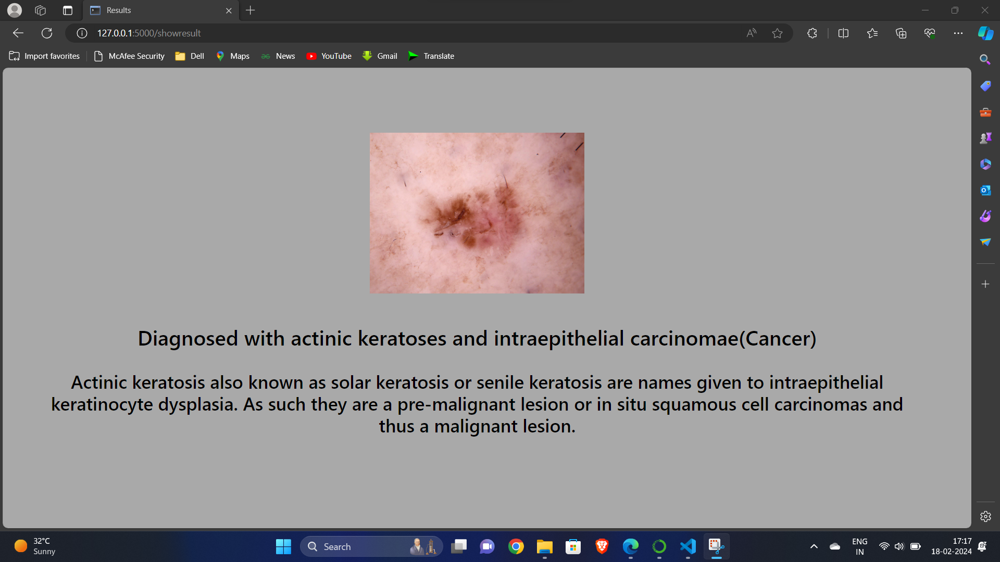 Results
127.0.0.1:5000/showresult
Import favorites McAfee Security Dell Maps News YouTube Gmail Translate
Diagnosed with actinic keratoses and intraepithelial carcinomae(Cancer)
Actinic keratosis also known as solar keratosis or senile keratosis are names given to intraepithelial
keratinocyte dysplasia. As such they are a pre-malignant lesion or in situ squamous cell carcinomas and
thus a malignant lesion.
32°C
Sunny
Search
ENG
IN
17:17
18-02-2024